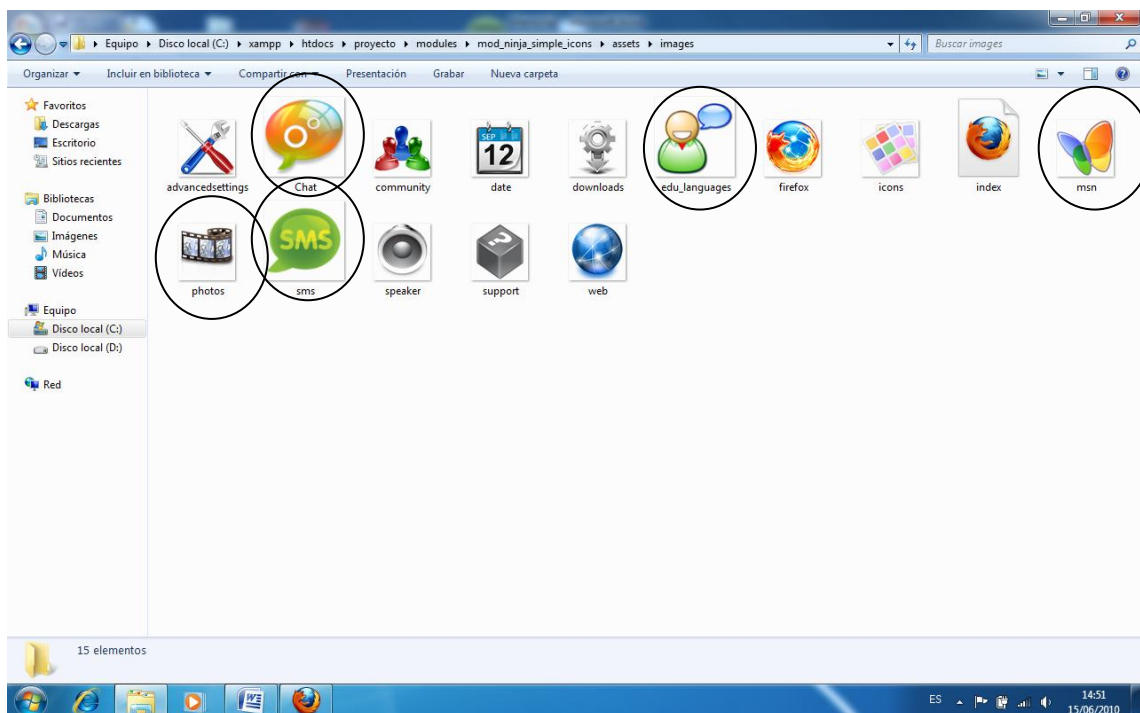 Equipo ▸ Disco local (C:) ▸ xampp ▸ htdocs ▸ proyecto ▸ modules ▸ mod_ninja_simple_icons ▸ assets ▸ images
Buscar images
Organizar Incluir en biblioteca Compartir con Presentación Grabar Nueva carpeta
Favoritos
Descargas
Escritorio
Sitios recientes
Bibliotecas
Documentos
Imágenes
Música
Vídeos
Equipo
Disco local (C:)
Disco local (D:)
Red
SEP
12
advancedsettings Chat community date downloads edu_languages firefox icons index msn
SMS
photos sms speaker support web
15 elementos
ES
14:51
15/06/2010